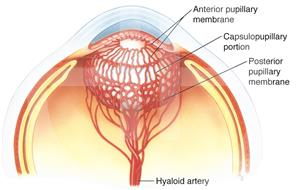 Anterior pupillary
membrane
Capsulopupillary
portion
Posterior
pupillary
membrane
Hyaloid artery